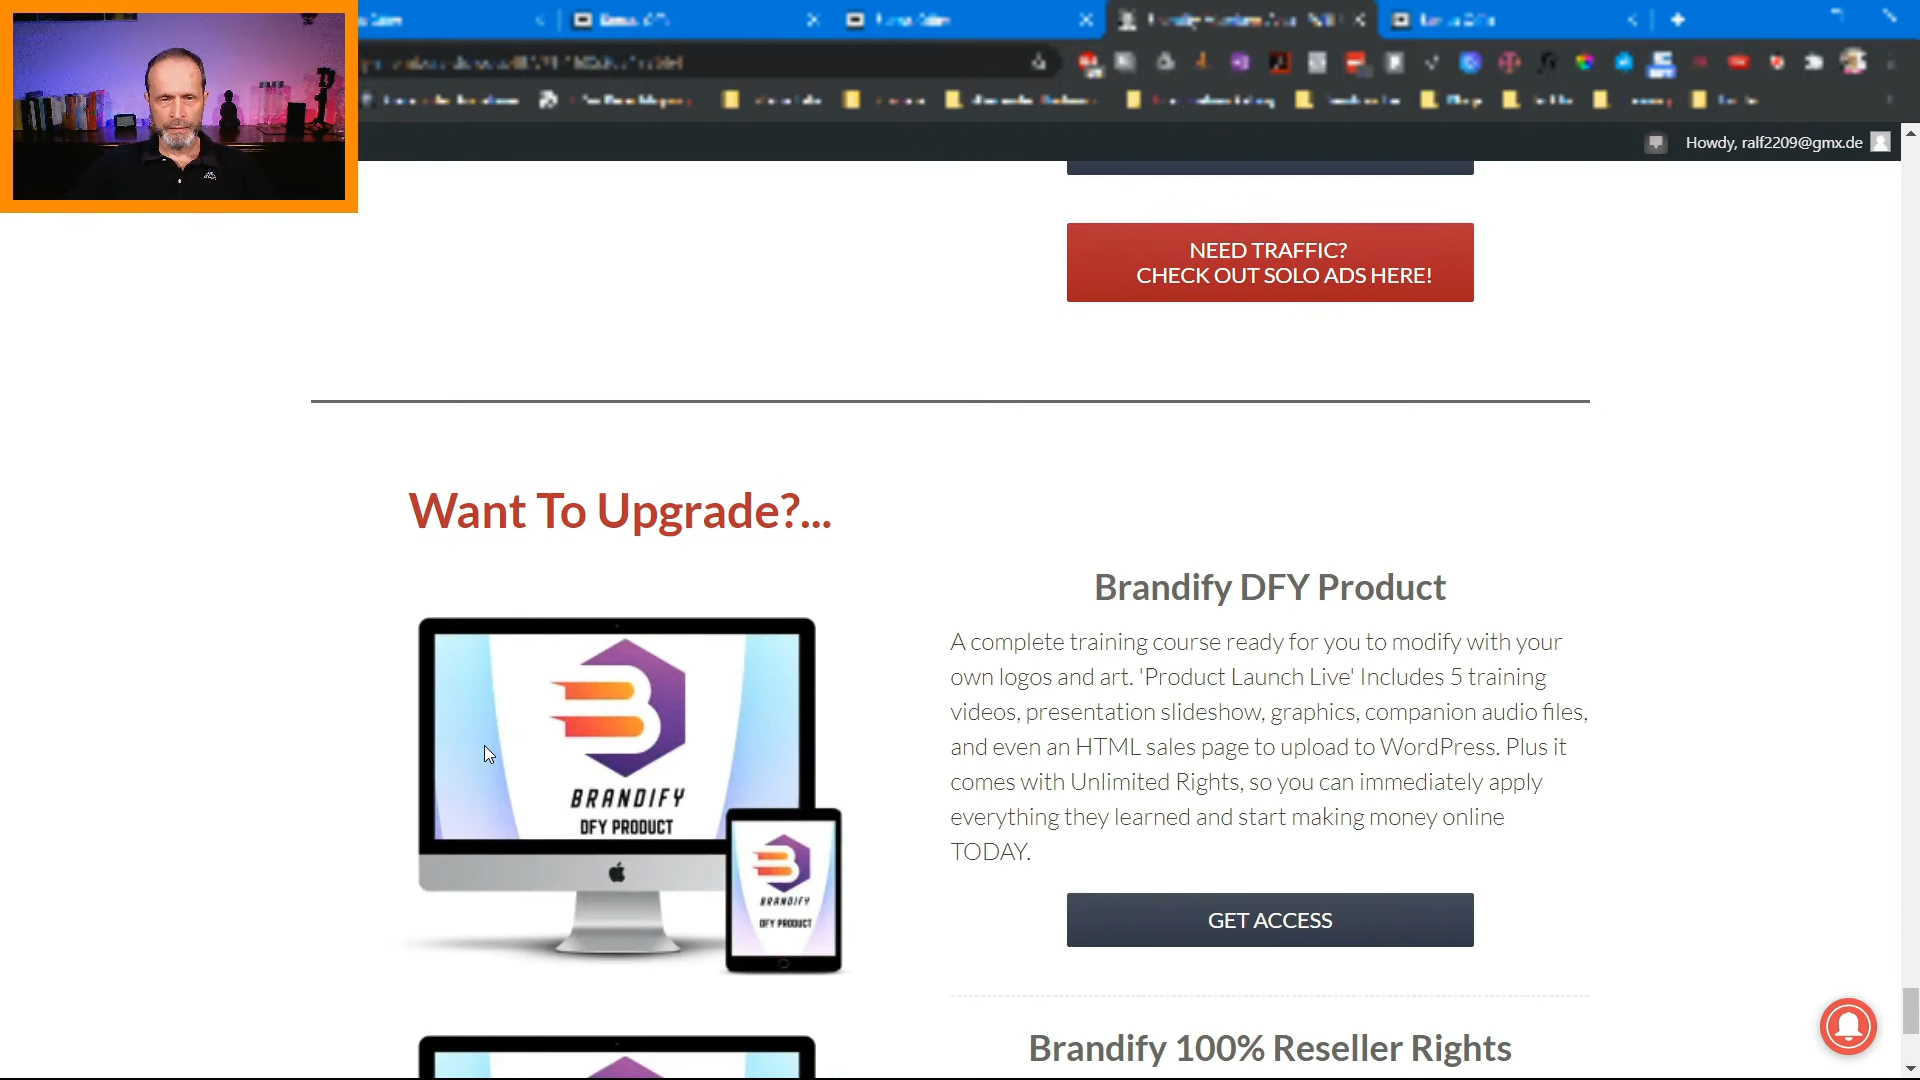 Howdy, ralf2209@gmx.de
NEED TRAFFIC?
CHECK OUT SOLO ADS HERE!
Want To Upgrade?...
Brandify DFY Product
A complete training course ready for you to modify with your
own logos and art. 'Product Launch Live' Includes 5 training
videos, presentation slideshow, graphics, companion audio files,
and even an HTML sales page to upload to WordPress. Plus it
comes with Unlimited Rights, so you can immediately apply
everything they learned and start making money online
TODAY.
BRANDIFY
DFY PRODUCT
BRANDIFY
DFY PRODUCT
GET ACCESS
Brandify 100% Reseller Rights